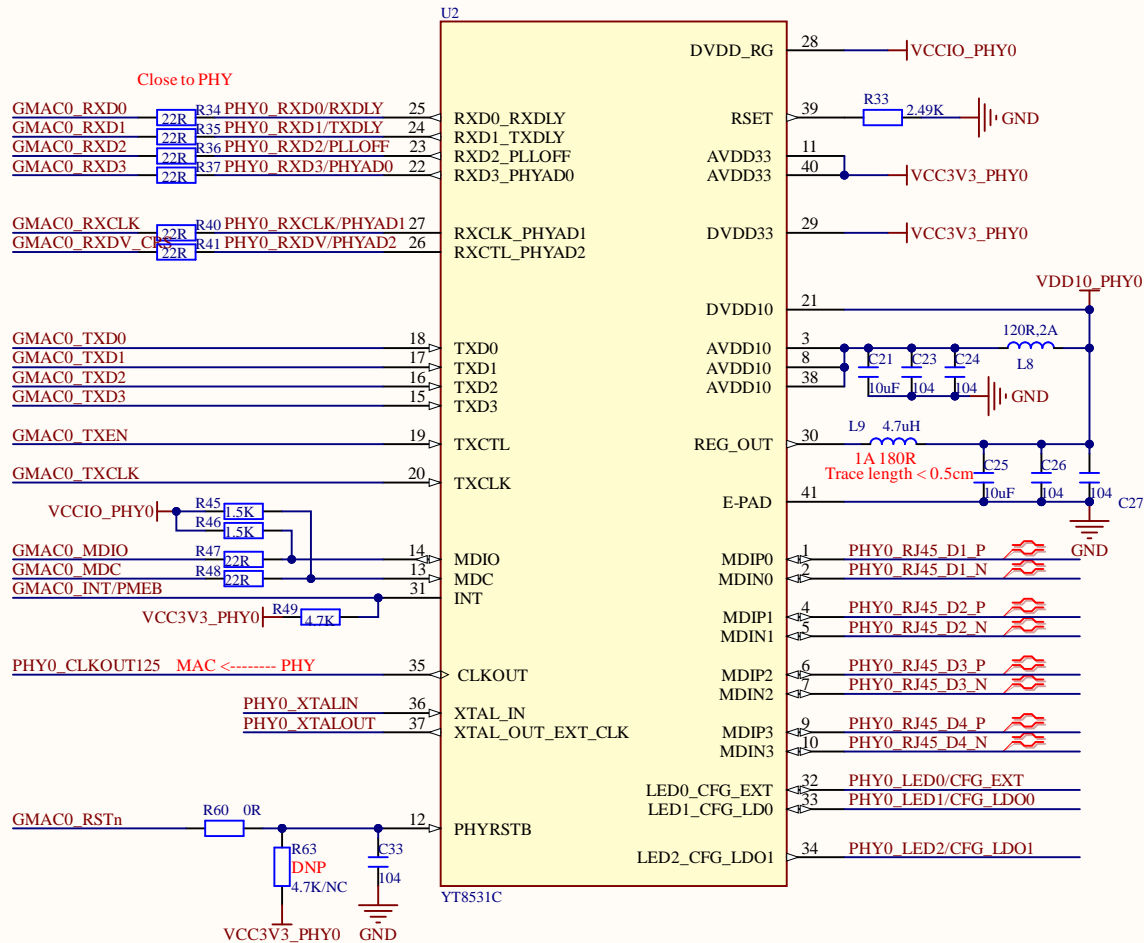 U2
DVDD_RG 28 VCCIO_PHY0
Close to PHY
GMAC0_RXD0 22R R34 PHY0_RXD0/RXDLY 25 RXD0_RXDLY
RSET 39 R33 2.49K GND
GMAC0_RXD1 22R R35 PHY0_RXD1/TXDLY 24 RXD1_TXDLY
GMAC0_RXD2 22R R36 PHY0_RXD2/PLLOFF 23 RXD2_PLLOFF
AVDD33 11
GMAC0_RXD3 22R R37 PHY0_RXD3/PHYAD0 22 RXD3_PHYAD0
AVDD33 40 VCC3V3_PHY0
GMAC0_RXCLK 22R R40 PHY0_RXCLK/PHYAD1 27 RXCLK_PHYAD1
DVDD33 29 VCC3V3_PHY0
GMAC0_RXDV_CRS 22R R41 PHY0_RXDV/PHYAD2 26 RXCTL_PHYAD2
VDD10_PHY0
DVDD10 21
120R,2A
GMAC0_TXD0 18 TXD0
AVDD10 3
L8
GMAC0_TXD1 17 TXD1
AVDD10 8 C21 C23 C24
GMAC0_TXD2 16 TXD2
AVDD10 38 10uF 104 104
GND
GMAC0_TXD3 15 TXD3
GMAC0_TXEN 19 TXCTL
L9 4.7uH
REG_OUT 30
1A 180R
Trace length < 0.5cm
C25 C26
GMAC0_TXCLK 20 TXCLK
E-PAD 41 10uF 104 104 C27
GND
R45 1.5K
VCCIO_PHY0
R46 1.5K
GMAC0_MDIO R47 22R 14 MDIO
MDIP0 1 PHY0_RJ45_D1_P
GMAC0_MDC R48 22R 13 MDC
MDIN0 2 PHY0_RJ45_D1_N
GMAC0_INT/PMEB 31 INT
VCC3V3_PHY0 R49 4.7K
MDIP1 4 PHY0_RJ45_D2_P
MDIN1 5 PHY0_RJ45_D2_N
PHY0_CLKOUT125 MAC <-------- PHY 35 CLKOUT
MDIP2 6 PHY0_RJ45_D3_P
MDIN2 7 PHY0_RJ45_D3_N
PHY0_XTALIN 36 XTAL_IN
PHY0_XTALOUT 37 XTAL_OUT_EXT_CLK
MDIP3 9 PHY0_RJ45_D4_P
MDIN3 10 PHY0_RJ45_D4_N
LED0_CFG_EXT 32 PHY0_LED0/CFG_EXT
LED1_CFG_LD0 33 PHY0_LED1/CFG_LDO0
GMAC0_RSTn R60 0R 12 PHYRSTB
LED2_CFG_LDO1 34 PHY0_LED2/CFG_LDO1
R63
DNP
4.7K/NC
C33
104
VCC3V3_PHY0 GND
YT8531C